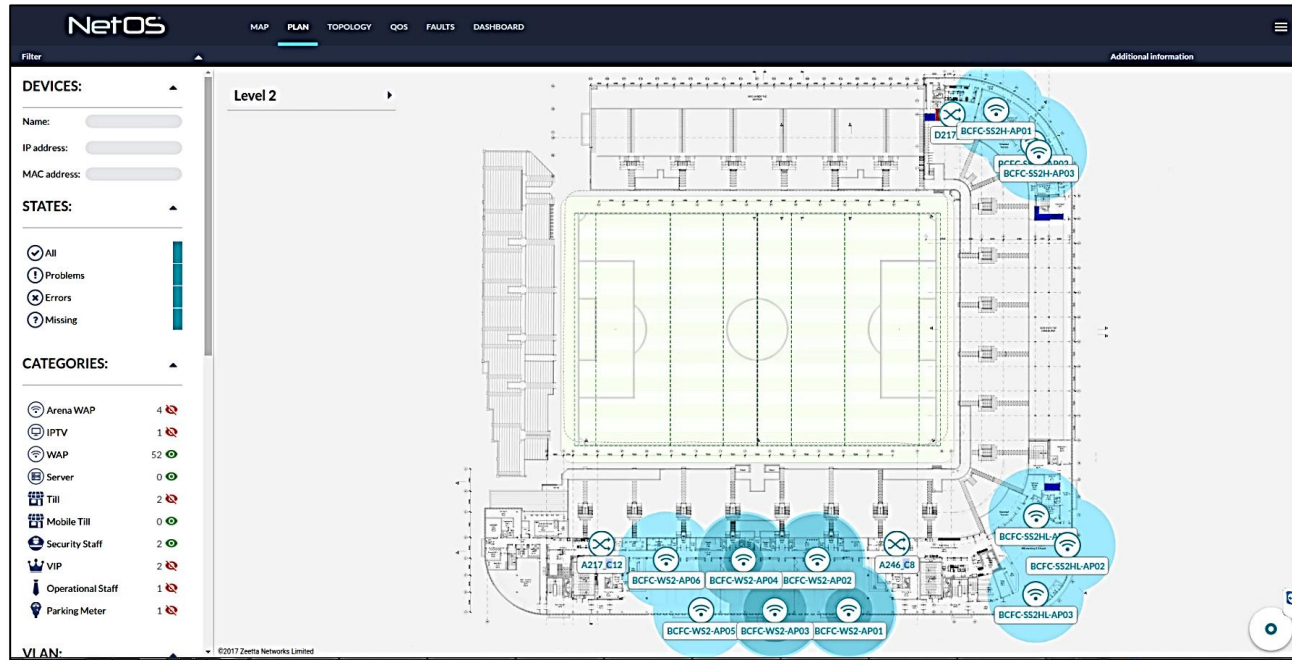 NetOS
MAP PLAN TOPOLOGY QOS FAULTS DASHBOARD
Filter
Additional information
DEVICES:
Name:
IP address:
MAC address:
STATES:
All
Problems
Errors
Missing
CATEGORIES:
Arena WAP 4
IPTV 1
WAP 52
Server 0
Till 2
Mobile Till 0
Security Staff 2
VIP 2
Operational Staff 1
Parking Meter 1
VLAN:
Level 2
D217
BCFC-SS2H-AP01
BCFC-SS2H-AP03
A217_C12
BCFC-WS2-AP06
BCFC-WS2-AP04
BCFC-WS2-AP02
A246_C8
BCFC-SS2HL-A
BCFC-SS2HL-AP02
BCFC-SS2HL-AP03
BCFC-WS2-AP05
BCFC-WS2-AP03
BCFC-WS2-AP01
©2017 Zeetta Networks Limited